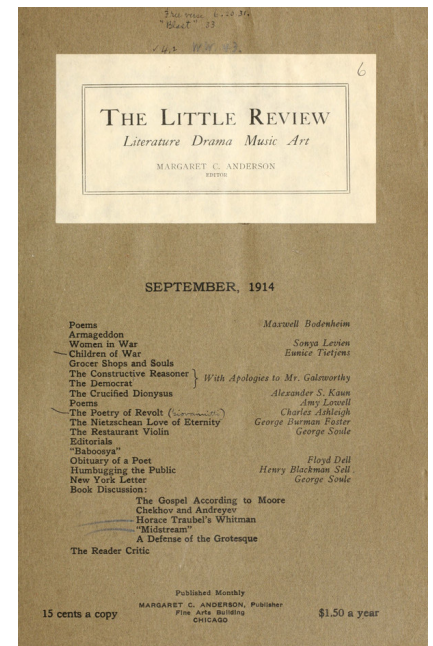 "Blast" 33
6
THE LITTLE REVIEW
Literature Drama Music Art
MARGARET C. ANDERSON
EDITOR
SEPTEMBER, 1914
Poems Maxwell Bodenheim
Armageddon
Women in War Sonya Levien
Children of War Eunice Tietjens
Grocer Shops and Souls
The Constructive Reasoner
The Democrat } With Apologies to Mr. Galsworthy
The Crucified Dionysus Alexander S. Kaun
Poems Amy Lowell
The Poetry of Revolt Charles Ashleigh
The Nietzschean Love of Eternity George Burman Foster
The Restaurant Violin George Soule
Editorials
"Baboosya"
Obituary of a Poet Floyd Dell
Humbugging the Public Henry Blackman Sell
New York Letter George Soule
Book Discussion:
The Gospel According to Moore
Chekhov and Andreyev
Horace Traubel's Whitman
"Midstream"
A Defense of the Grotesque
The Reader Critic
Published Monthly
15 cents a copy MARGARET C. ANDERSON, Publisher $1.50 a year
Fine Arts Building
CHICAGO